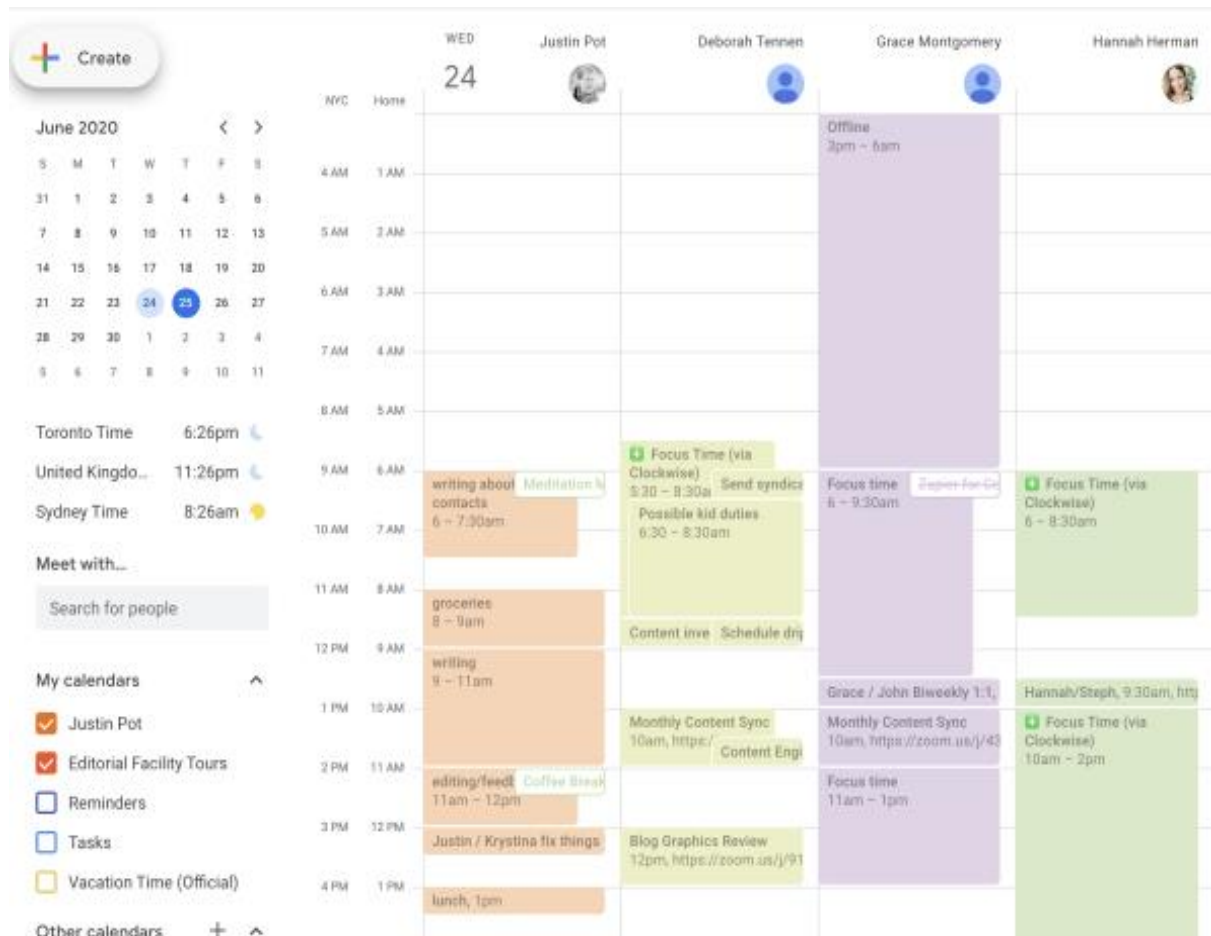 Create
WED
24
Justin Pot
Deborah Tennen
Grace Montgomery
Hannah Herman
NYC Home
June 2020
S M T W T F S
31 1 2 3 4 5 6
7 8 9 10 11 12 13
14 15 16 17 18 19 20
21 22 23 24 25 26 27
28 29 30 1 2 3 4
5 6 7 8 9 10 11
Toronto Time 6:26pm
United Kingdo... 11:26pm
Sydney Time 8:26am
Meet with...
Search for people
My calendars
Justin Pot
Editorial Facility Tours
Reminders
Tasks
Vacation Time (Official)
Other calendars
4 AM 1 AM
5 AM 2 AM
6 AM 3 AM
7 AM 4 AM
8 AM 5 AM
9 AM 6 AM
10 AM 7 AM
11 AM 8 AM
12 PM 9 AM
1 PM 10 AM
2 PM 11 AM
3 PM 12 PM
4 PM 1 PM
writing about
contacts
6 – 7:30am
Meditation
groceries
8 – 9am
writing
9 – 11am
editing/feedb
11am – 12pm
Coffee Break
Justin / Krystina fix things
lunch, 1pm
Focus Time (via
Clockwise)
5:30 – 8:30a
Send syndica
Possible kid duties
6:30 – 8:30am
Content inve
Schedule drip
Monthly Content Sync
10am, https:/
Content Engi
Blog Graphics Review
12pm, https://zoom.us/j/91
Offline
3pm – 6am
Focus time
6 – 9:30am
Zapier for
Grace / John Biweekly 1:1,
Monthly Content Sync
10am, https://zoom.us/j/43
Focus time
11am – 1pm
Focus Time (via
Clockwise)
6 – 8:30am
Hannah/Steph, 9:30am, http
Focus Time (via
Clockwise)
10am – 2pm